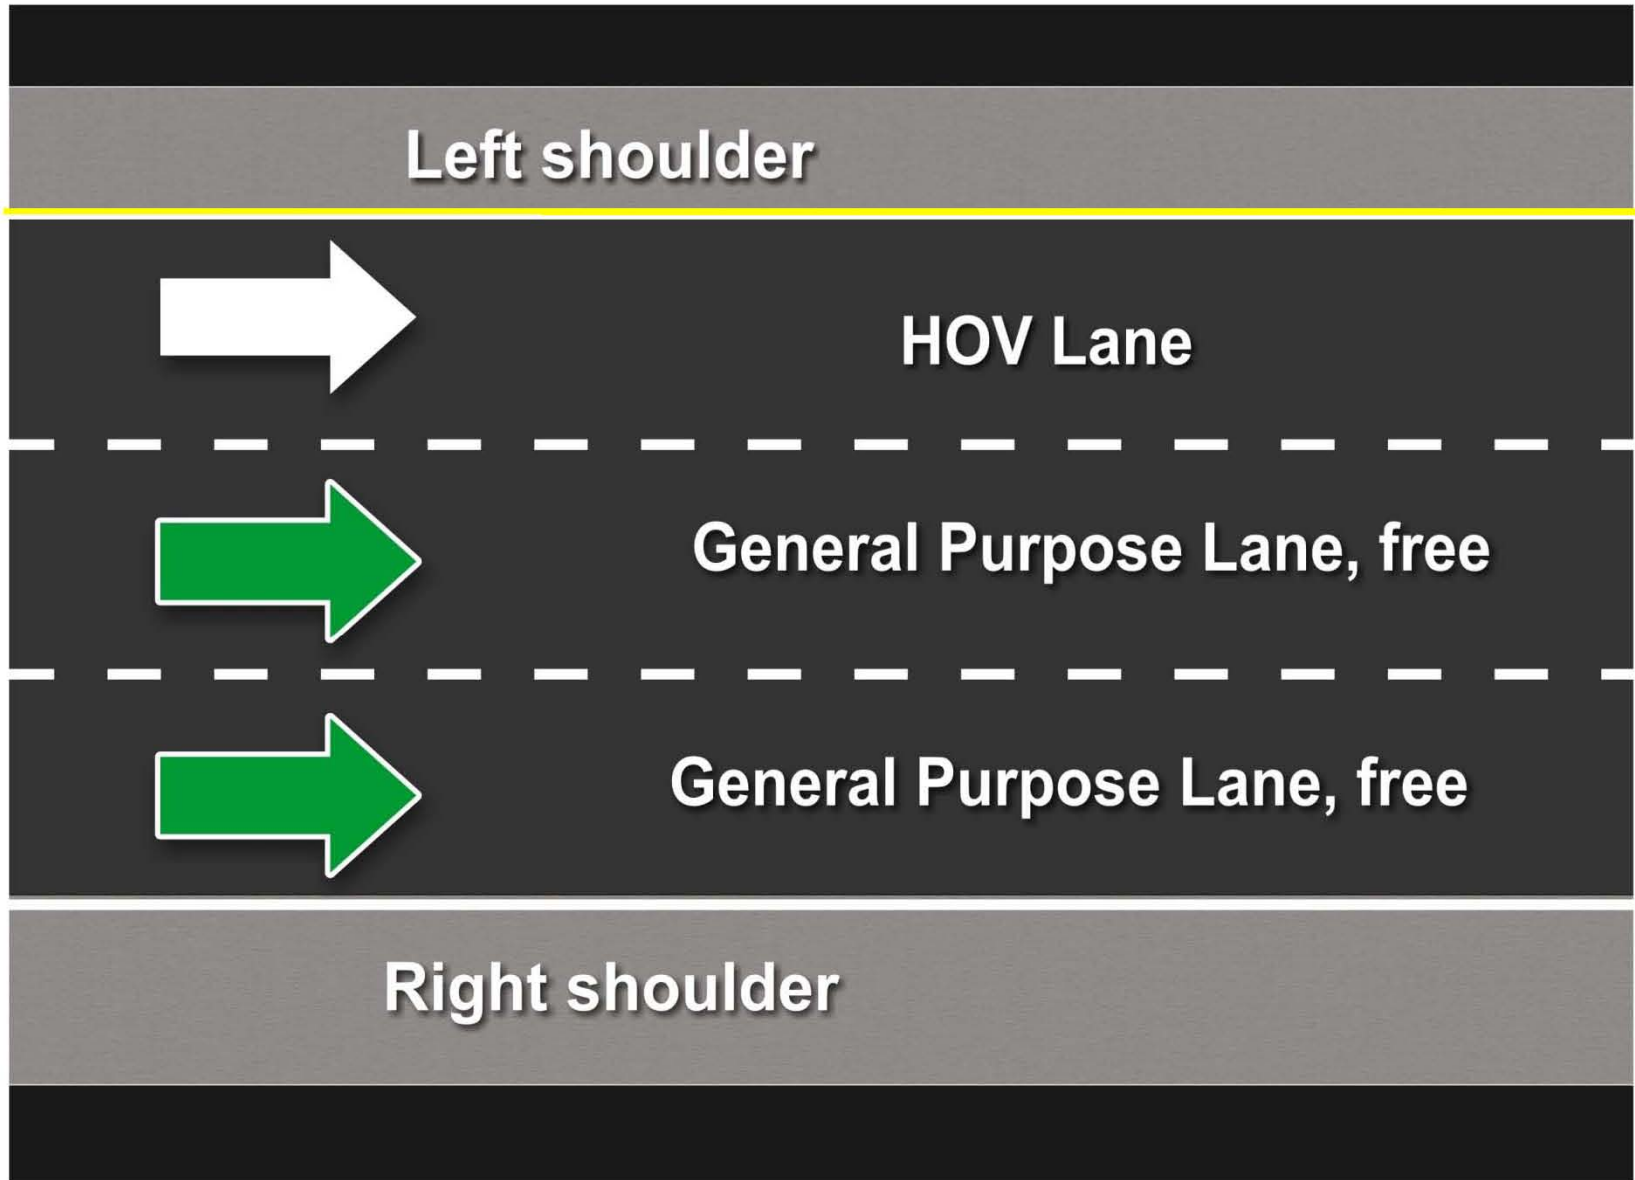 Left shoulder
HOV Lane
General Purpose Lane, free
General Purpose Lane, free
Right shoulder